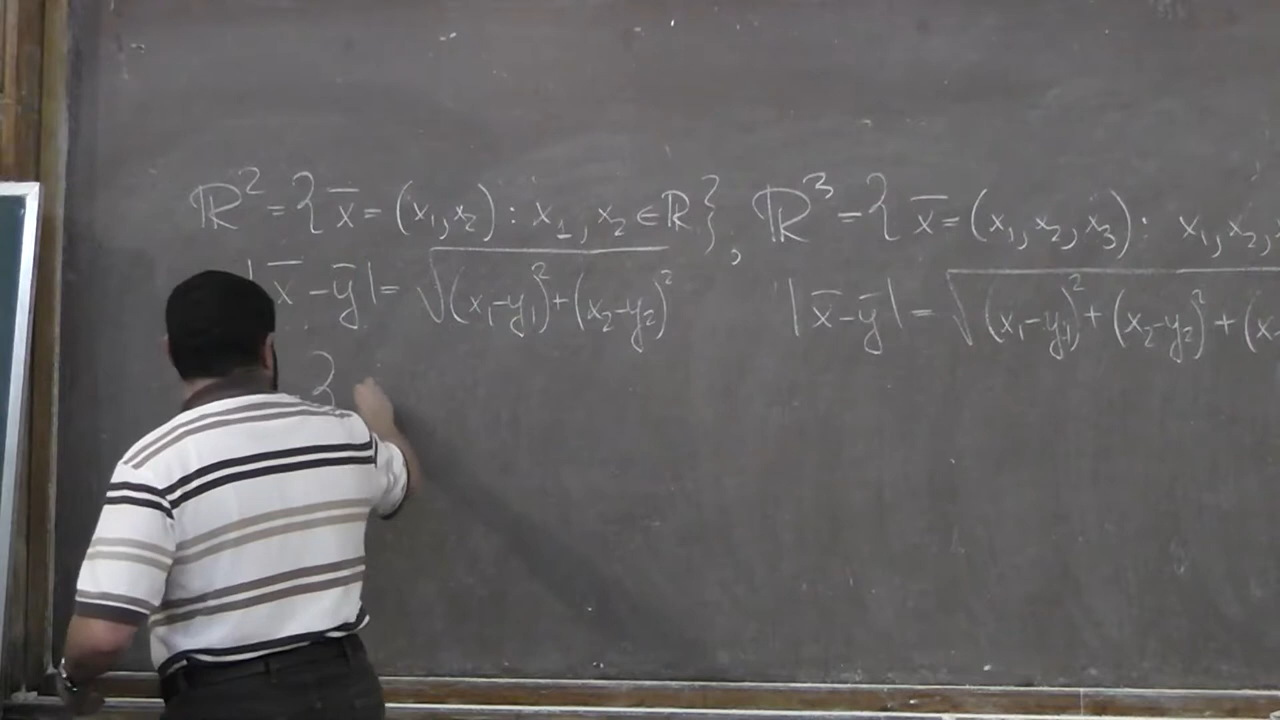 ℝ² = { x̅ = (x₁, x₂) : x₁, x₂ ∈ ℝ }, ℝ³ = { x̅ = (x₁, x₂, x₃) : x₁, x₂,
|x̅ - y̅| = √((x₁-y₁)² + (x₂-y₂)²) |x̅ - y̅| = √((x₁-y₁)² + (x₂-y₂)² + (x